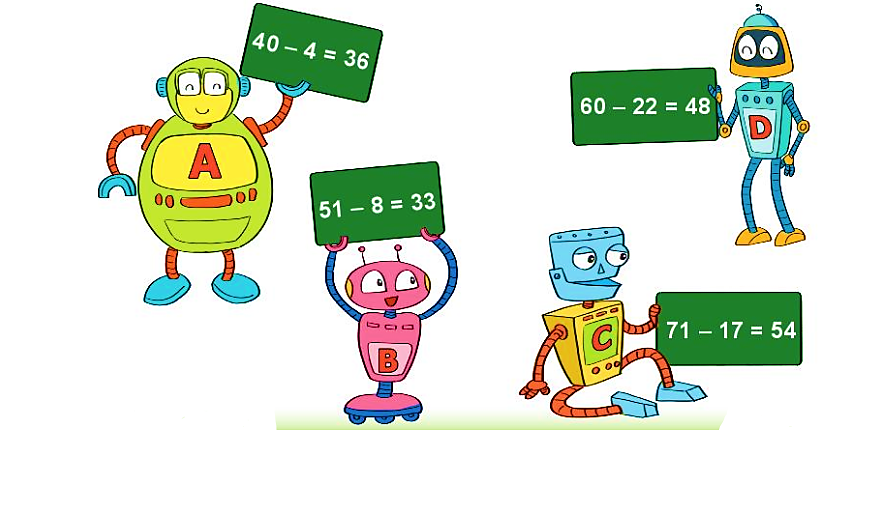 40 – 4 = 36
A
60 – 22 = 48
D
51 – 8 = 33
B
71 – 17 = 54
C